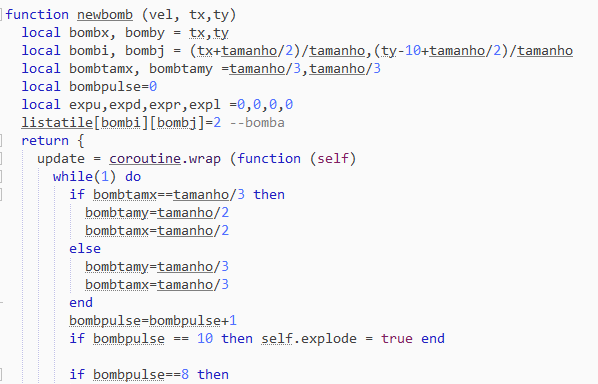 function newbomb (vel, tx,ty)
local bombx, bomby = tx,ty
local bombi, bombj = (tx+tamanho/2)/tamanho,(ty-10+tamanho/2)/tamanho
local bombtamx, bombtamy =tamanho/3,tamanho/3
local bombpulse=0
local expu,expd,expr,expl =0,0,0,0
listatile[bombi][bombj]=2 --bomba
return {
update = coroutine.wrap (function (self)
while(1) do
if bombtamx==tamanho/3 then
bombtamy=tamanho/2
bombtamx=tamanho/2
else
bombtamy=tamanho/3
bombtamx=tamanho/3
end
bombpulse=bombpulse+1
if bombpulse == 10 then self.explode = true end
if bombpulse==8 then